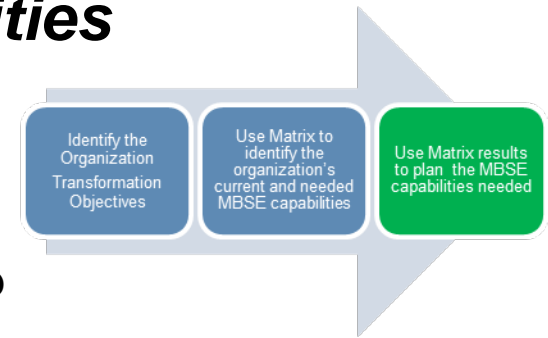 ities
Identify the
Organization
Transformation
Objectives
Use Matrix to
identify the
organization's
current and needed
MBSE capabilities
Use Matrix results
to plan the MBSE
capabilities needed